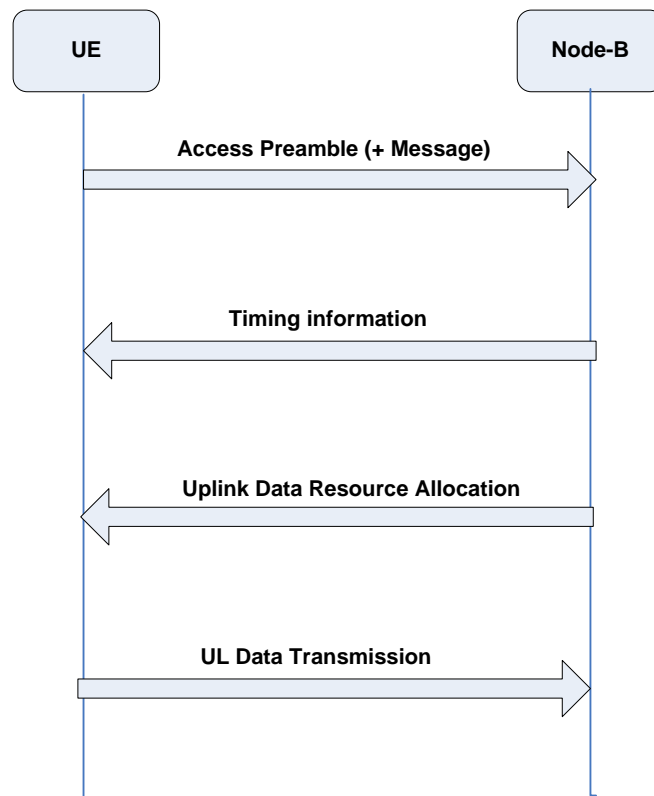 UE
Node-B
Access Preamble (+ Message)
Timing information
Uplink Data Resource Allocation
UL Data Transmission